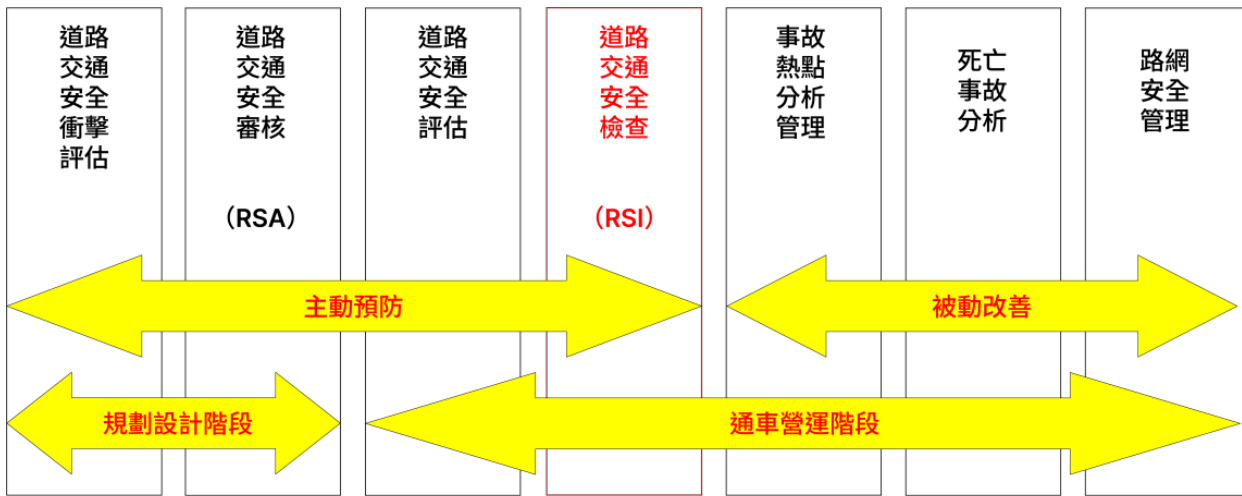 道路
交通
安全
衝擊
評估
道路
交通
安全
審核
（RSA）
道路
交通
安全
評估
道路
交通
安全
檢查
（RSI）
事故
熱點
分析
管理
死亡
事故
分析
路網
安全
管理
主動預防
被動改善
規劃設計階段
通車營運階段